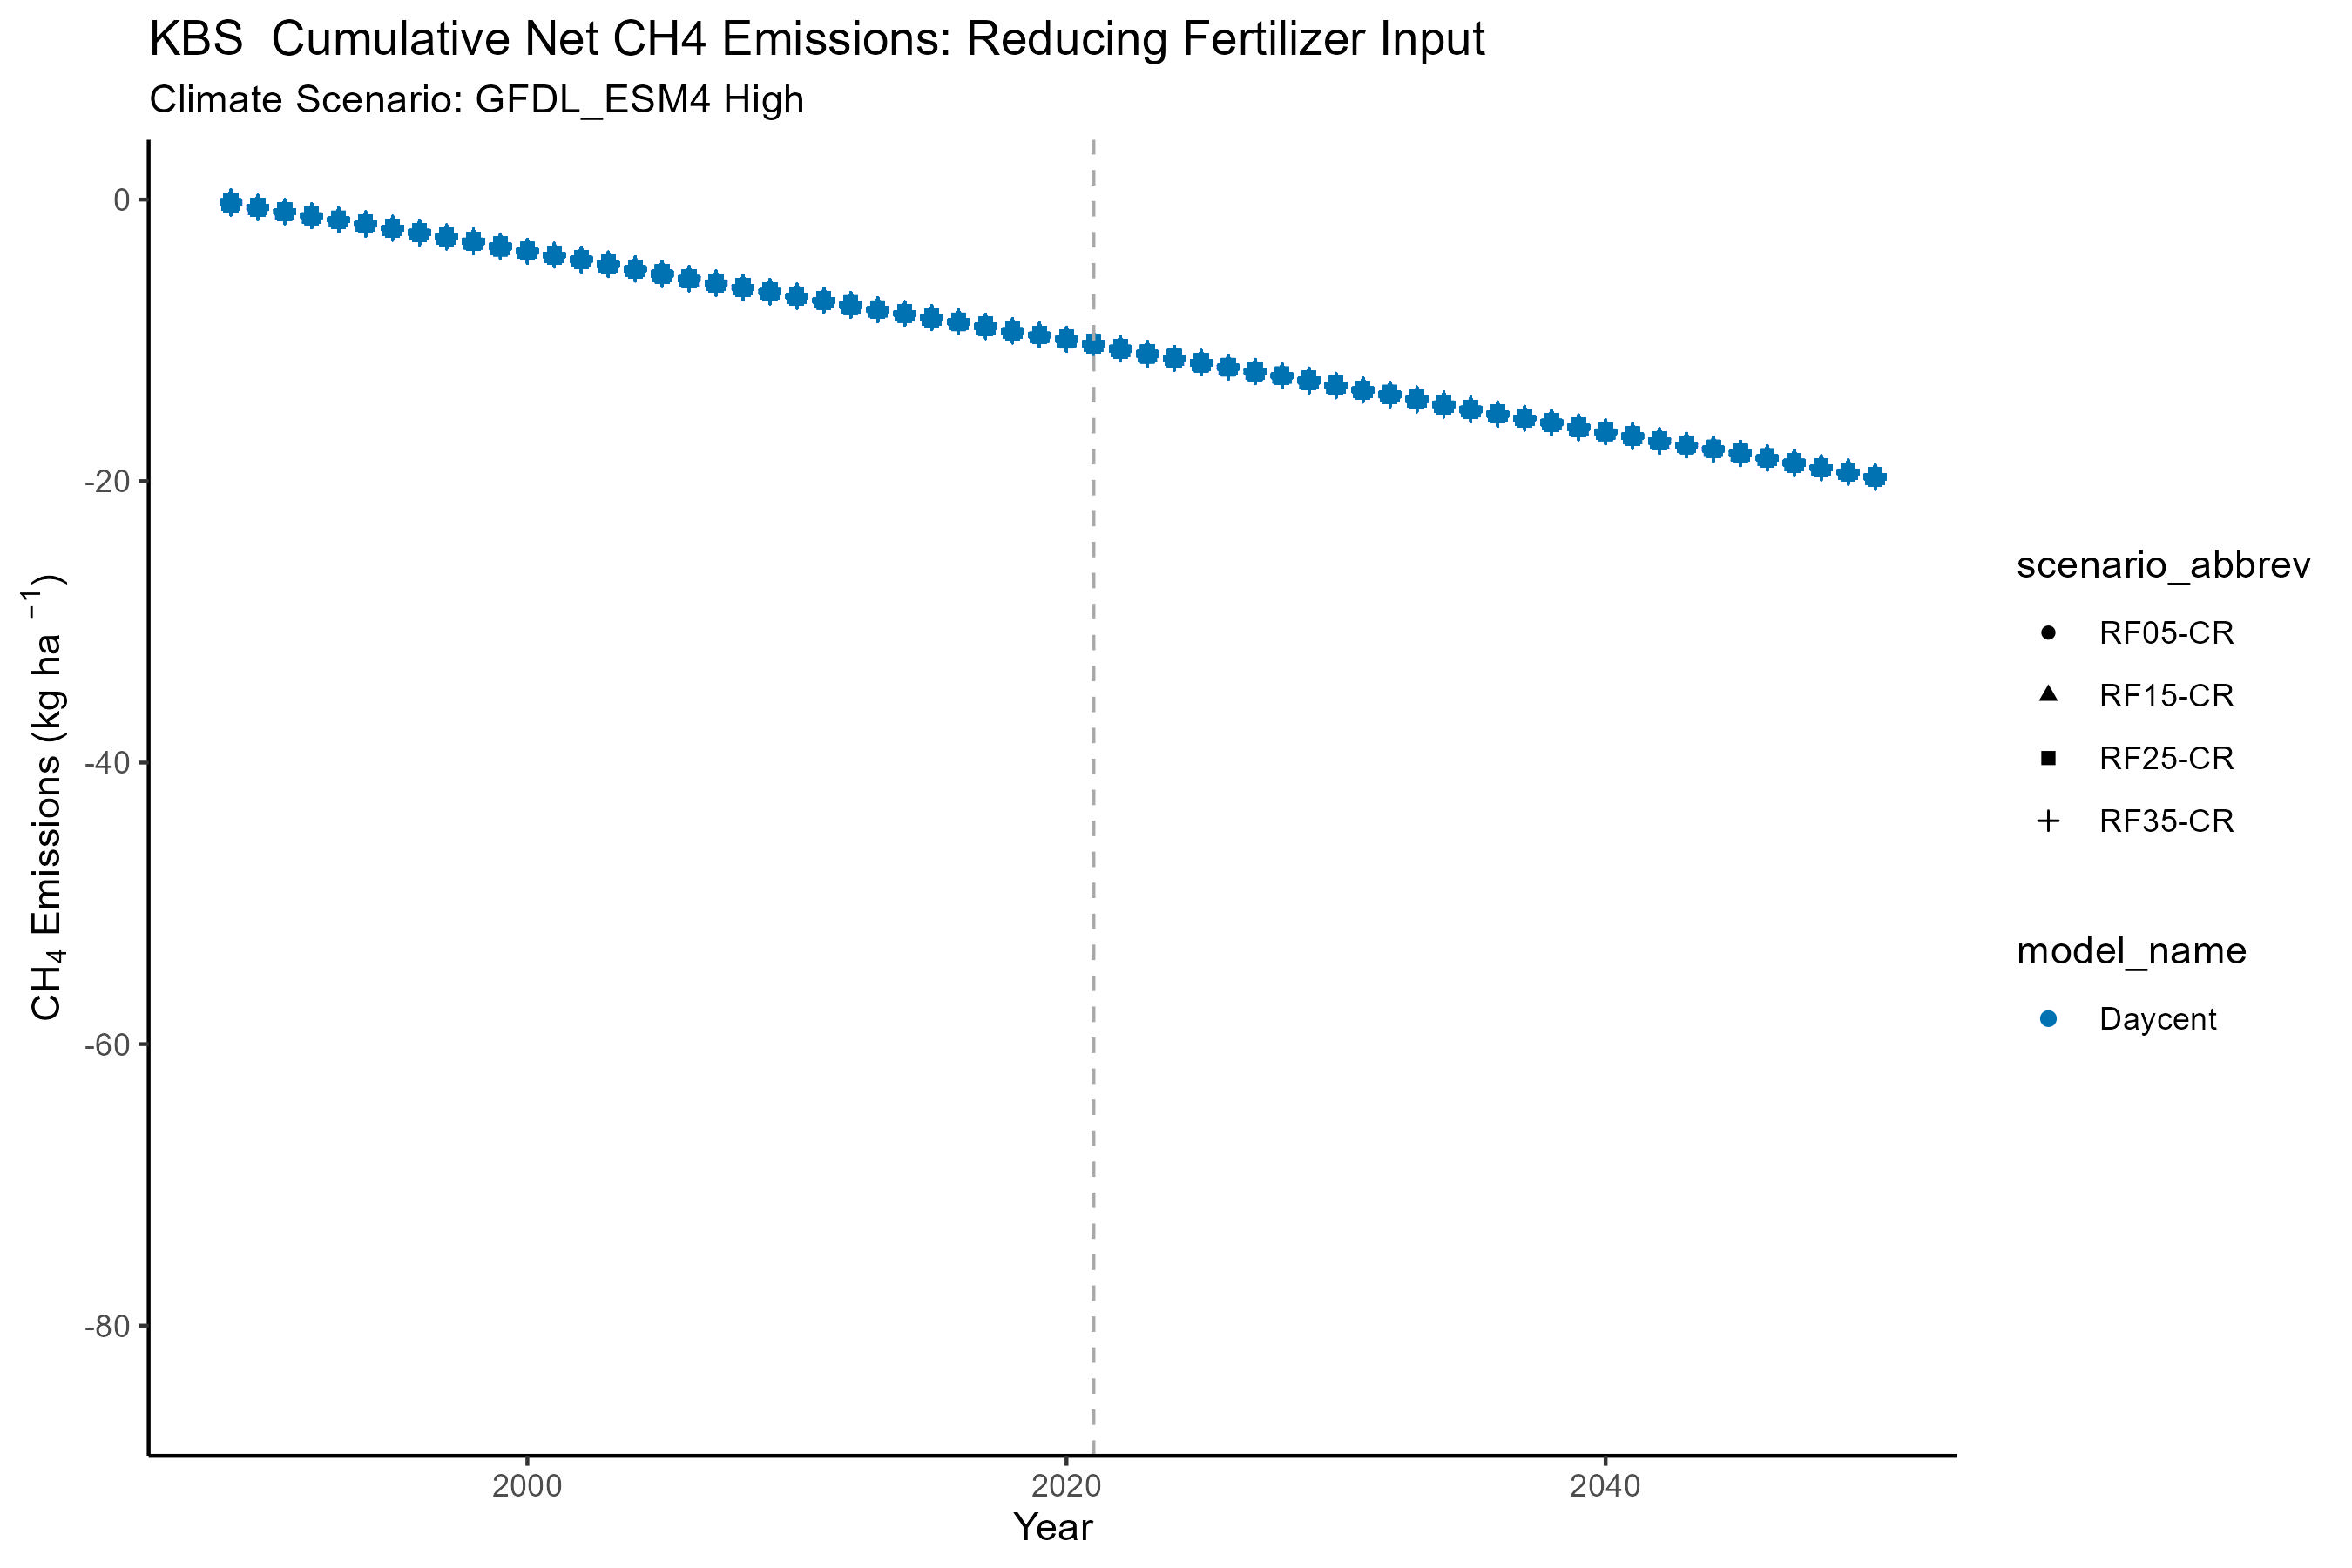 KBS  Cumulative Net CH4 Emissions: Reducing Fertilizer Input
Climate Scenario: GFDL_ESM4 High
CH₄ Emissions (kg ha ⁻¹)
0
-20
-40
-60
-80
2000
2020
2040
Year
scenario_abbrev
RF05-CR
RF15-CR
RF25-CR
RF35-CR
model_name
Daycent